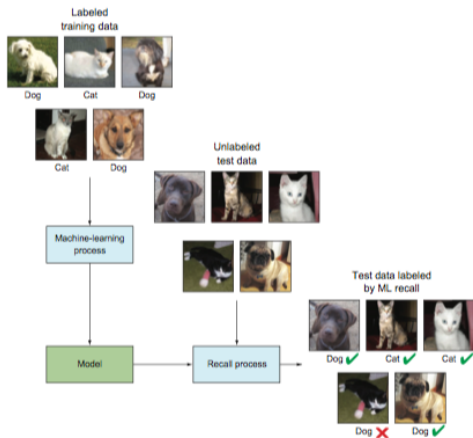 Labeled
training data
Dog
Cat
Dog
Cat
Dog
Unlabeled
test data
Machine-learning
process
Test data labeled
by ML recall
Model
Recall process
Dog
Cat
Cat
Dog
Dog